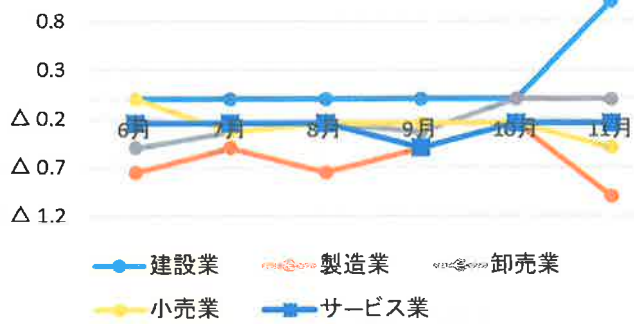 0.8
0.3
△ 0.2
6月 7月 8月 9月 10月 11月
△ 0.7
△ 1.2
建設業 製造業 卸売業
小売業 サービス業